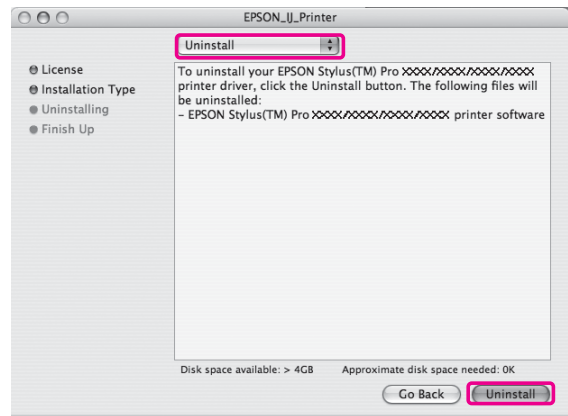 EPSON_IJ_Printer
Uninstall
License
Installation Type
Uninstalling
Finish Up
To uninstall your EPSON Stylus(TM) Pro XXXX/XXXX/XXXX/XXXX
printer driver, click the Uninstall button. The following files will
be uninstalled:
– EPSON Stylus(TM) Pro XXXX/XXXX/XXXX/XXXX printer software
Disk space available: > 4GB Approximate disk space needed: 0K
Go Back Uninstall